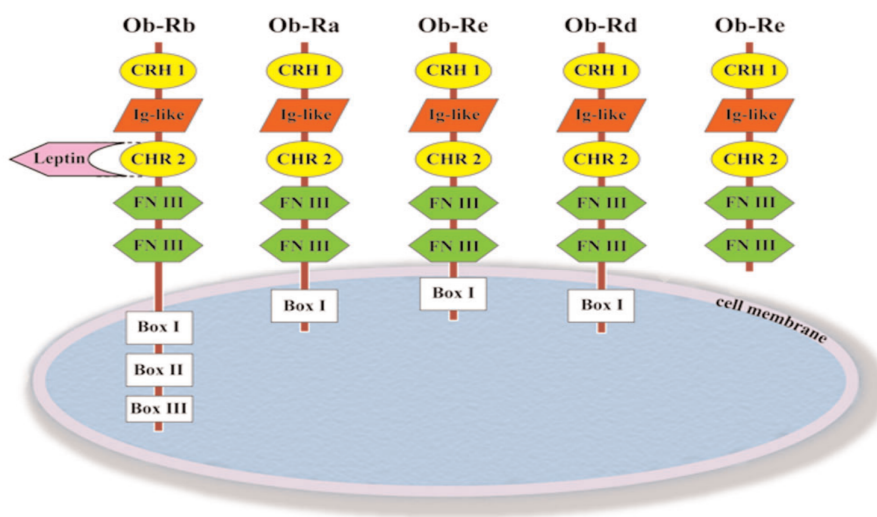 Ob-Rb Ob-Ra Ob-Re Ob-Rd Ob-Re
CRH 1 CRH 1 CRH 1 CRH 1 CRH 1
Ig-like Ig-like Ig-like Ig-like Ig-like
Leptin CHR 2 CHR 2 CHR 2 CHR 2 CHR 2
FN III FN III FN III FN III FN III
FN III FN III FN III FN III FN III
Box I Box I Box I Box I
cell membrane
Box II
Box III